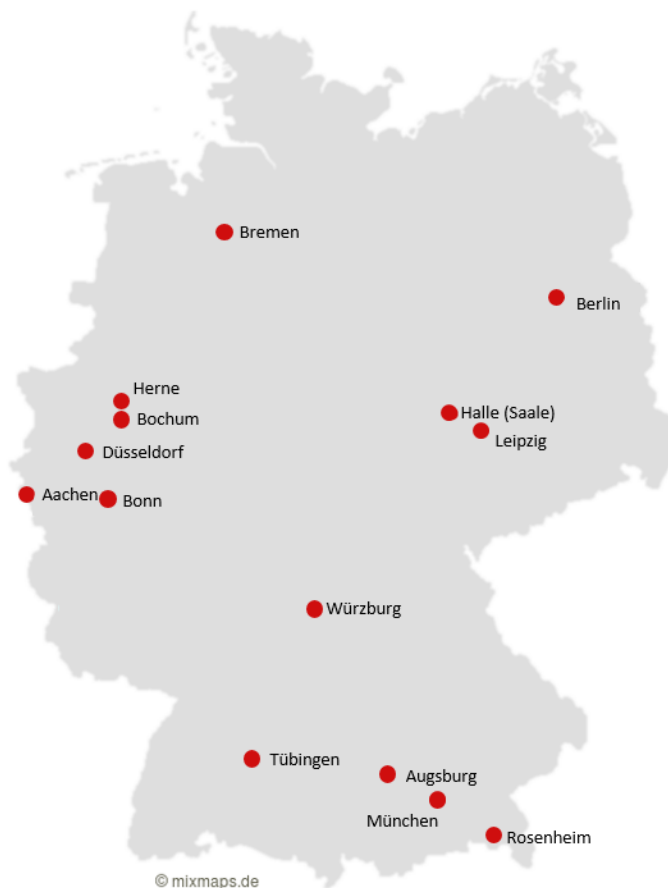 Bremen
Berlin
Herne
Halle (Saale)
Bochum
Leipzig
Düsseldorf
Aachen
Bonn
Würzburg
Tübingen
Augsburg
München
Rosenheim
© mixmaps.de